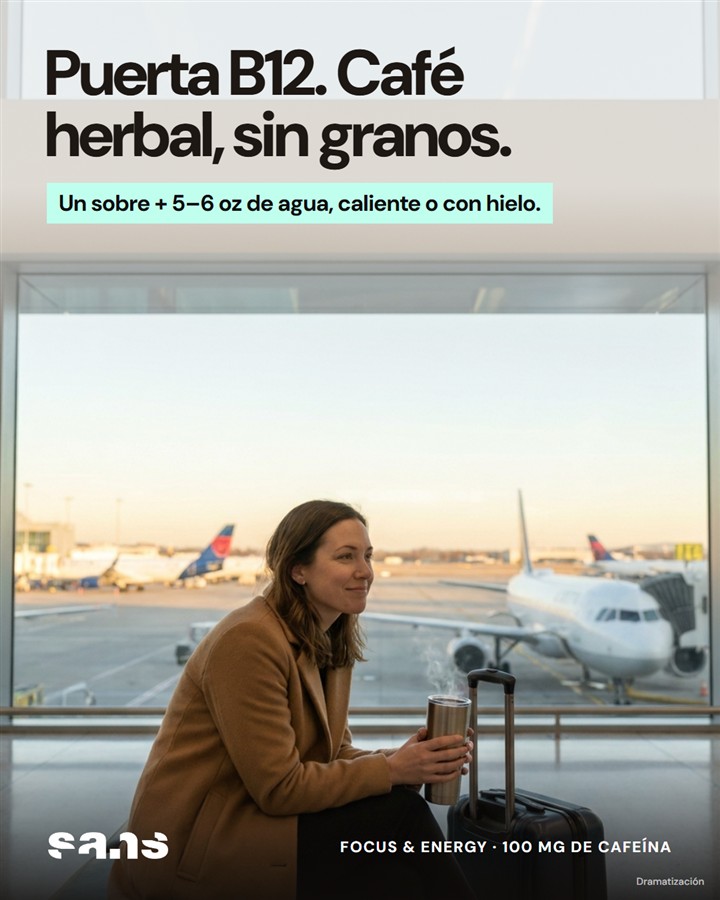 Puerta B12. Café
herbal, sin granos.
Un sobre + 5–6 oz de agua, caliente o con hielo.
sans
FOCUS & ENERGY · 100 MG DE CAFEÍNA
Dramatización